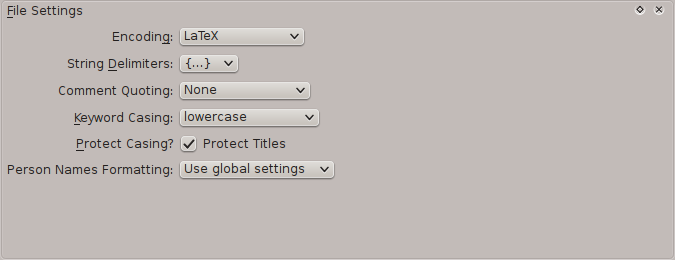 File Settings
Encoding: LaTeX
String Delimiters: {...}
Comment Quoting: None
Keyword Casing: lowercase
Protect Casing? Protect Titles
Person Names Formatting: Use global settings